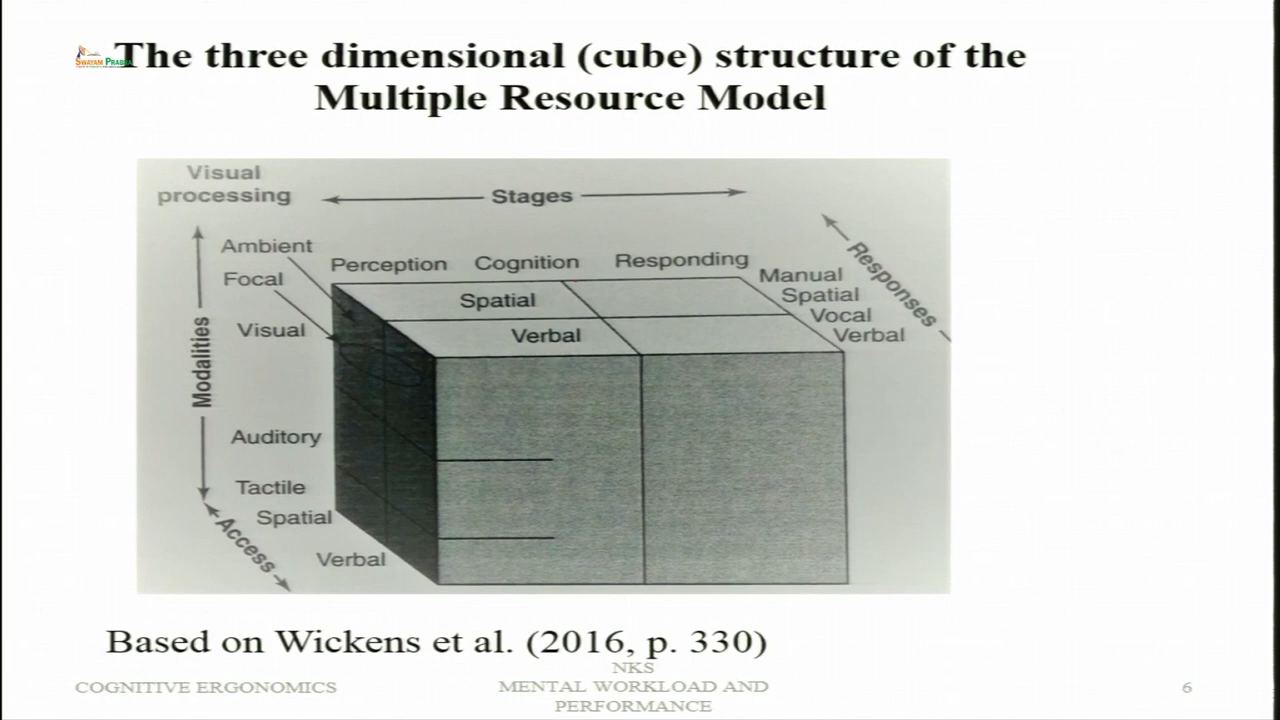 SWAYAM PRABHA
The three dimensional (cube) structure of the
Multiple Resource Model
Visual
processing
Stages
Ambient
Focal
Perception Cognition Responding
Manual
Spatial
Vocal
Verbal
Responses
Spatial
Verbal
Visual
Modalities
Auditory
Tactile
Spatial
Verbal
Access
Based on Wickens et al. (2016, p. 330)
NKS
COGNITIVE ERGONOMICS
MENTAL WORKLOAD AND
PERFORMANCE
6